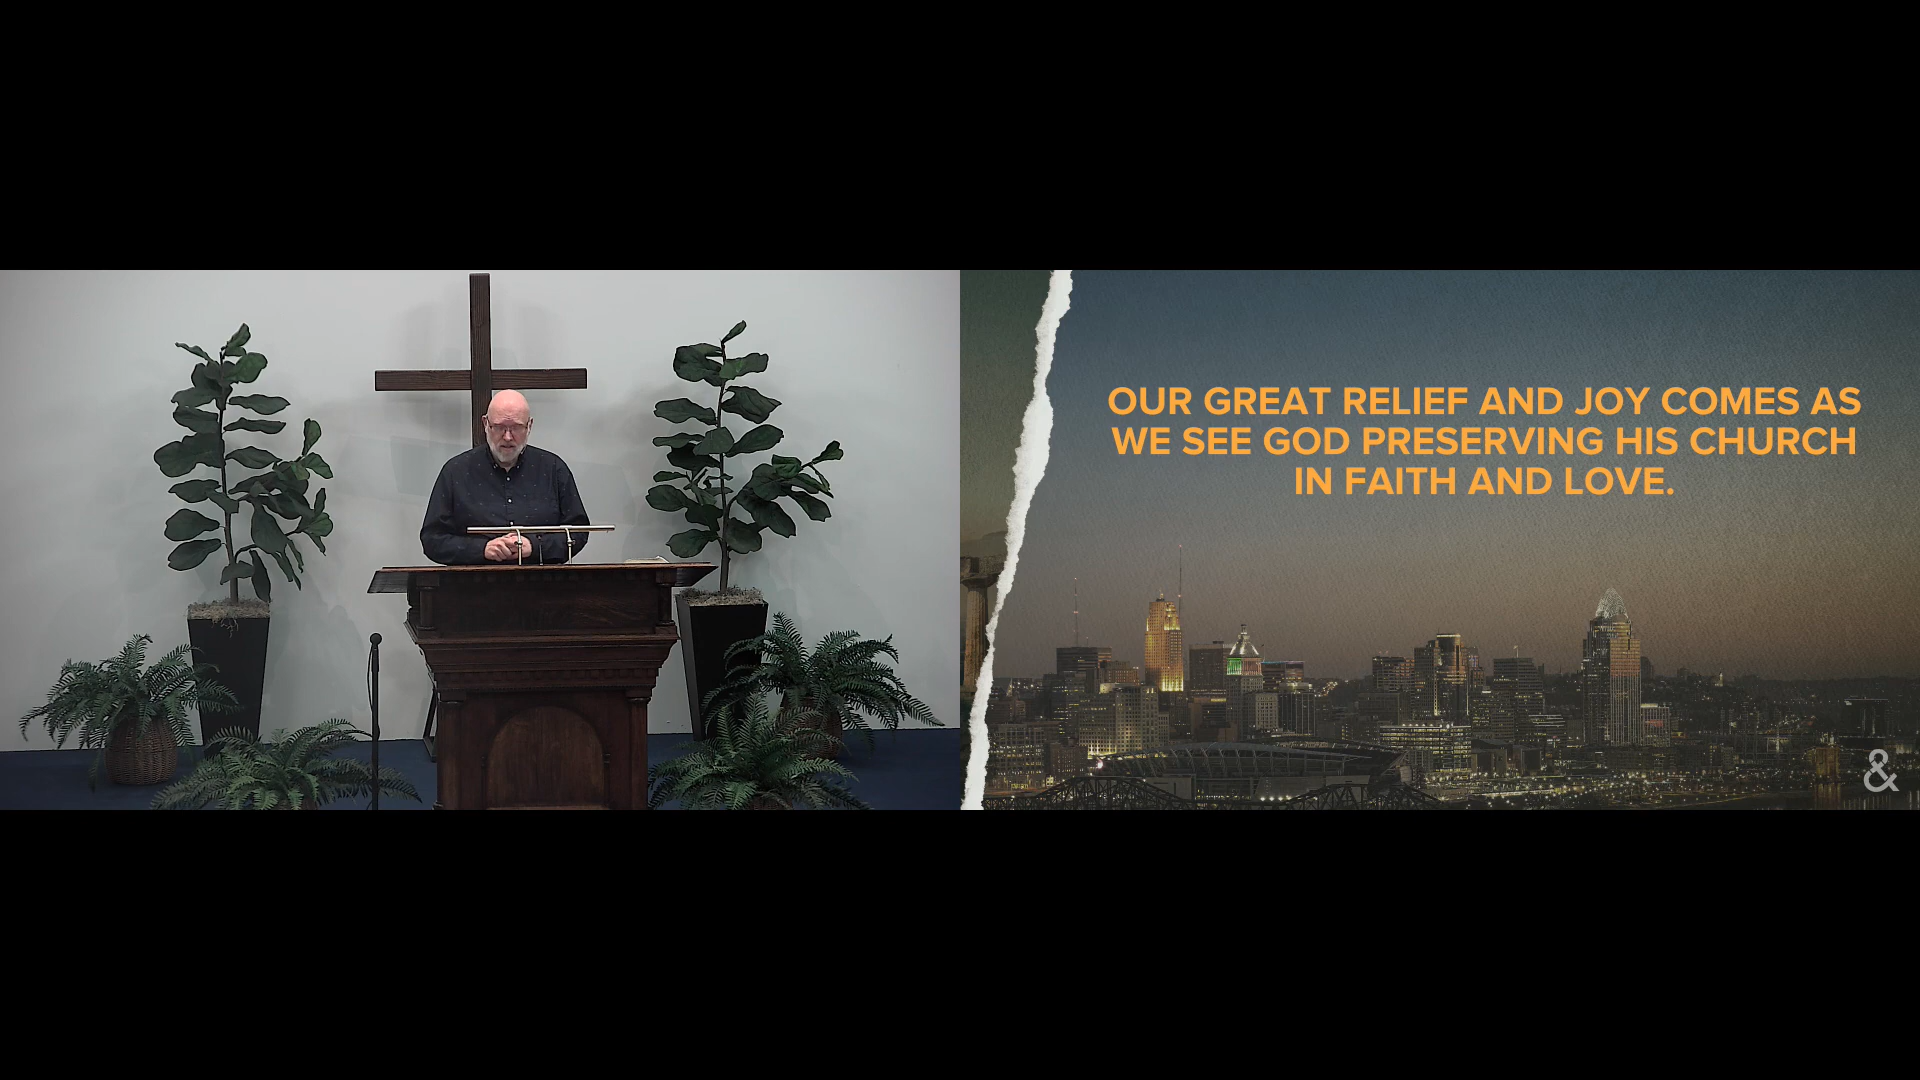 OUR GREAT RELIEF AND JOY COMES AS
WE SEE GOD PRESERVING HIS CHURCH
IN FAITH AND LOVE.
&